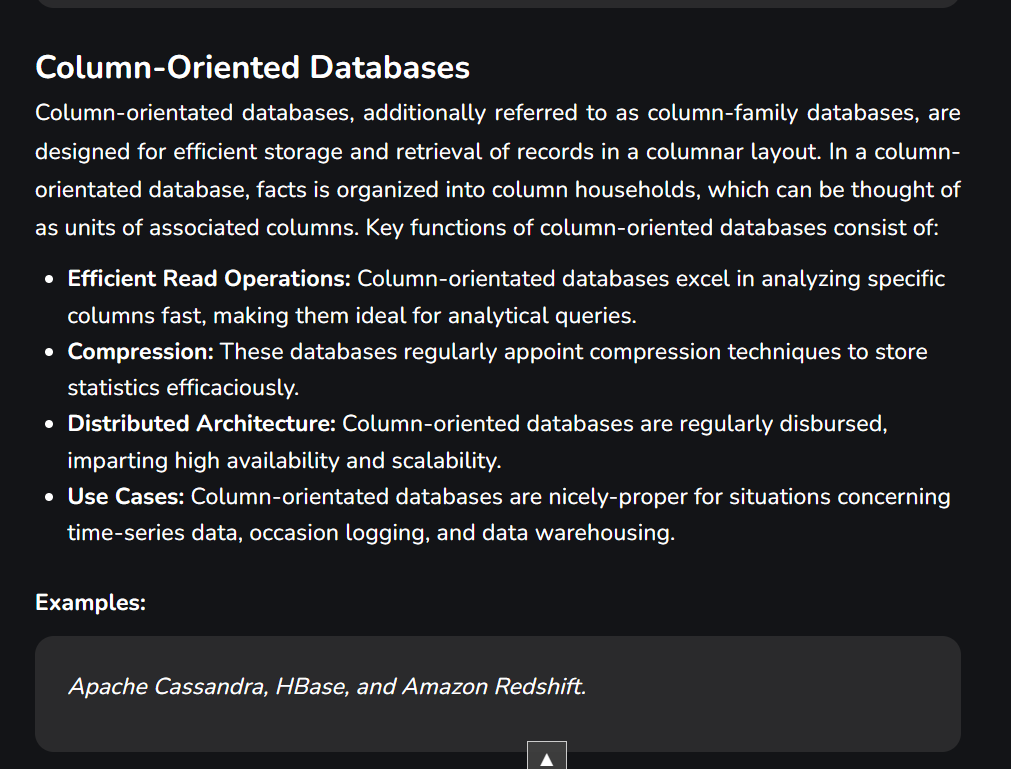 Column-Oriented Databases
Column-orientated databases, additionally referred to as column-family databases, are
designed for efficient storage and retrieval of records in a columnar layout. In a column-
orientated database, facts is organized into column households, which can be thought of
as units of associated columns. Key functions of column-oriented databases consist of:
• Efficient Read Operations: Column-orientated databases excel in analyzing specific
columns fast, making them ideal for analytical queries.
• Compression: These databases regularly appoint compression techniques to store
statistics efficaciously.
• Distributed Architecture: Column-oriented databases are regularly disbursed,
imparting high availability and scalability.
• Use Cases: Column-orientated databases are nicely-proper for situations concerning
time-series data, occasion logging, and data warehousing.
Examples:
Apache Cassandra, HBase, and Amazon Redshift.